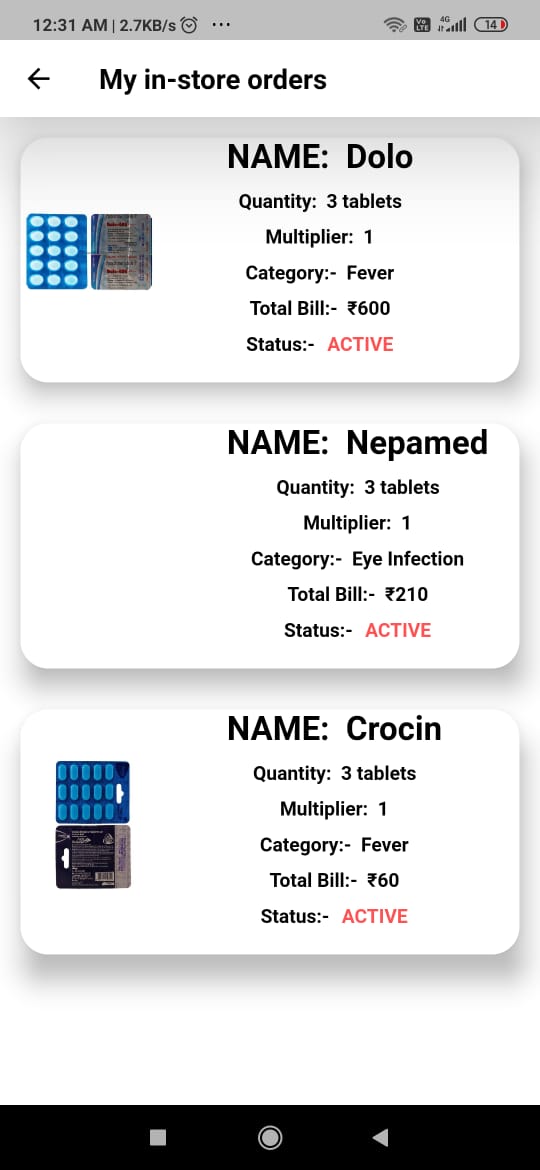 12:31 AM | 2.7KB/s ...
Vo LTE 4G 14
My in-store orders
NAME: Dolo
Quantity: 3 tablets
Multiplier: 1
Category:- Fever
Total Bill:- ₹600
Status:- ACTIVE
NAME: Nepamed
Quantity: 3 tablets
Multiplier: 1
Category:- Eye Infection
Total Bill:- ₹210
Status:- ACTIVE
NAME: Crocin
Quantity: 3 tablets
Multiplier: 1
Category:- Fever
Total Bill:- ₹60
Status:- ACTIVE